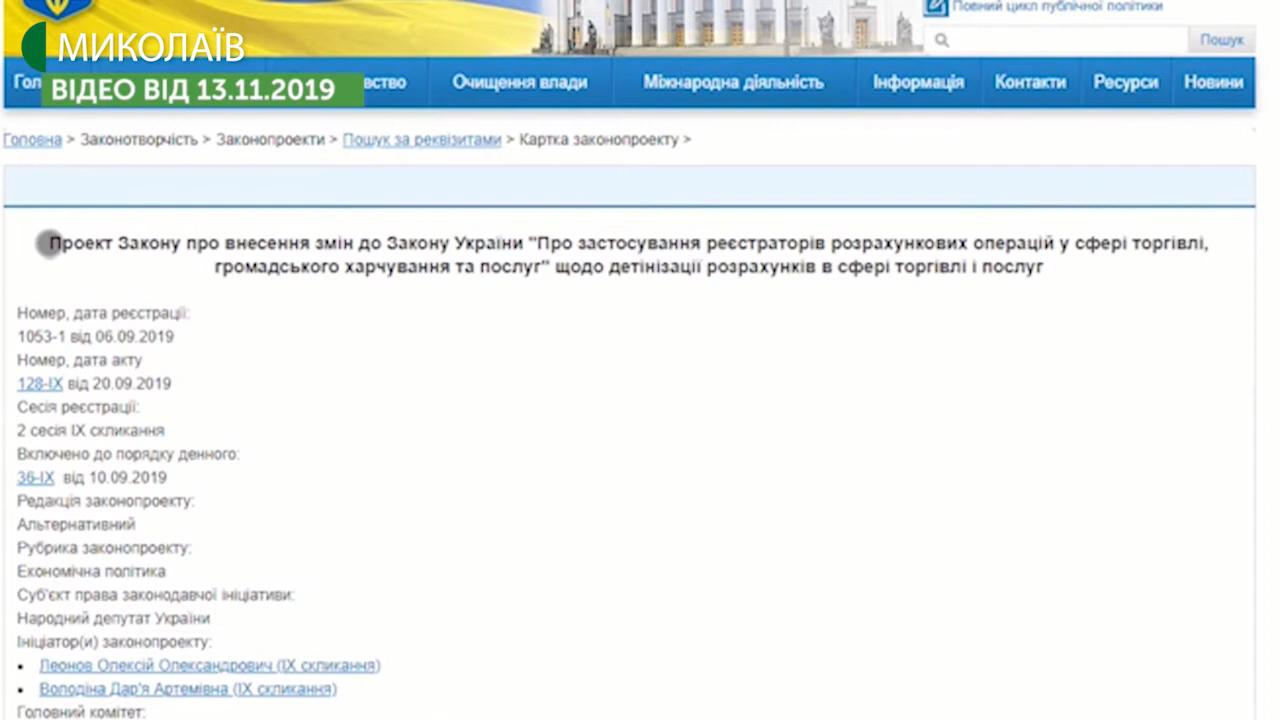 Повний цикл публічної політики
МИКОЛАЇВ
Пошук
ВІДЕО ВІД 13.11.2019
Очищення влади
Міжнародна діяльність
Інформація
Контакти
Ресурси
Новини
Головна > Законотворчість > Законопроекти > Пошук за реквізитами > Картка законопроекту >
Проект Закону про внесення змін до Закону України "Про застосування реєстраторів розрахункових операцій у сфері торгівлі,
громадського харчування та послуг" щодо детінізації розрахунків в сфері торгівлі і послуг
Номер, дата реєстрації:
1053-1 від 06.09.2019
Номер, дата акту
128-IX від 20.09.2019
Сесія реєстрації:
2 сесія IX скликання
Включено до порядку денного:
36-IX від 10.09.2019
Редакція законопроекту:
Альтернативний
Рубрика законопроекту:
Економічна політика
Суб'єкт права законодавчої ініціативи:
Народний депутат України
Ініціатор(и) законопроекту:
Леонов Олексій Олександрович (IX скликання)
Володіна Дар'я Артемівна (IX скликання)
Головний комітет: